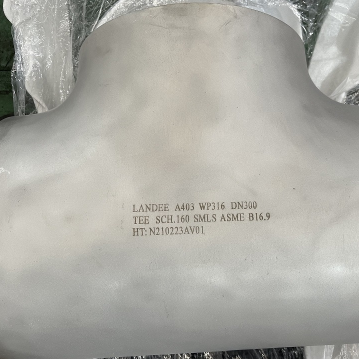 LANDEE A403 WP316 DN300
TEE SCH.160 SMLS ASME B16.9
HT:N210223AV01